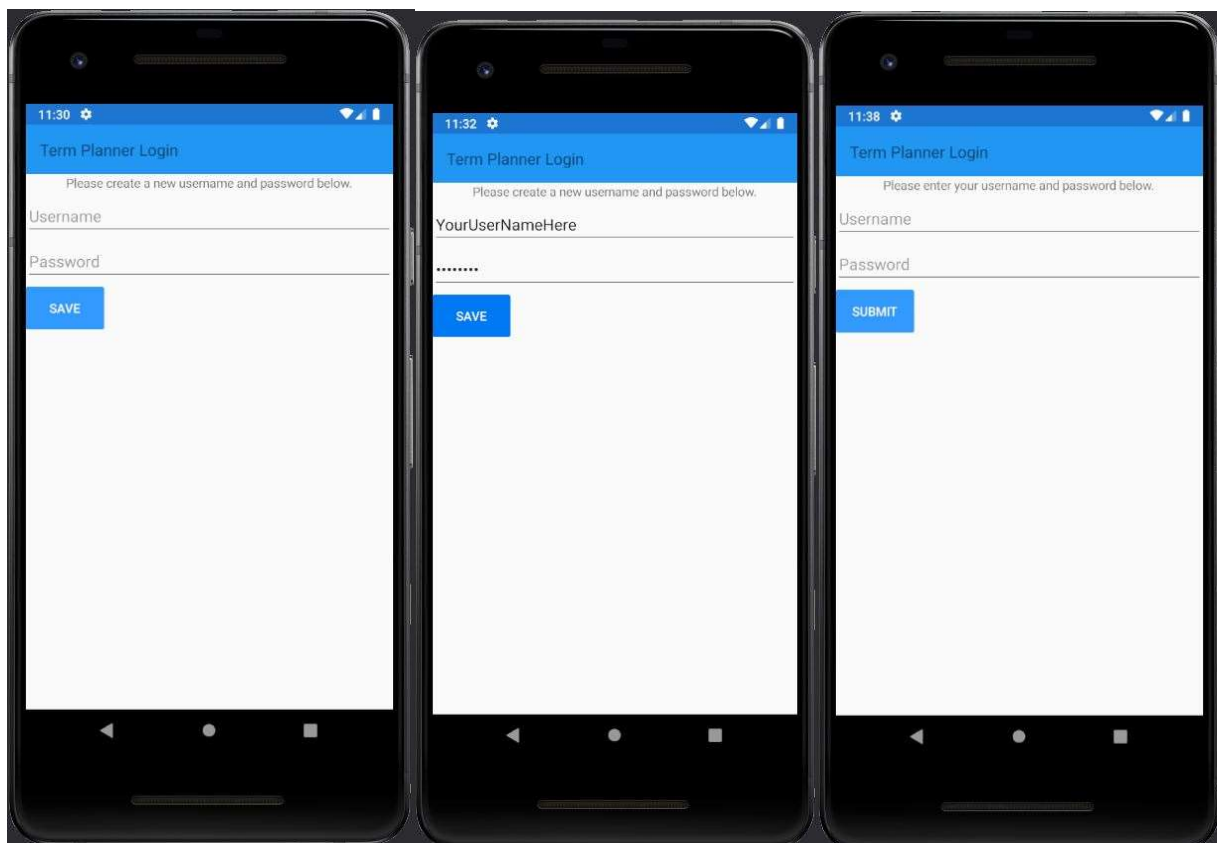 11:30
Term Planner Login
Please create a new username and password below.
Username
Password
SAVE
11:32
Term Planner Login
Please create a new username and password below.
YourUserNameHere
••••••••
SAVE
11:38
Term Planner Login
Please enter your username and password below.
Username
Password
SUBMIT